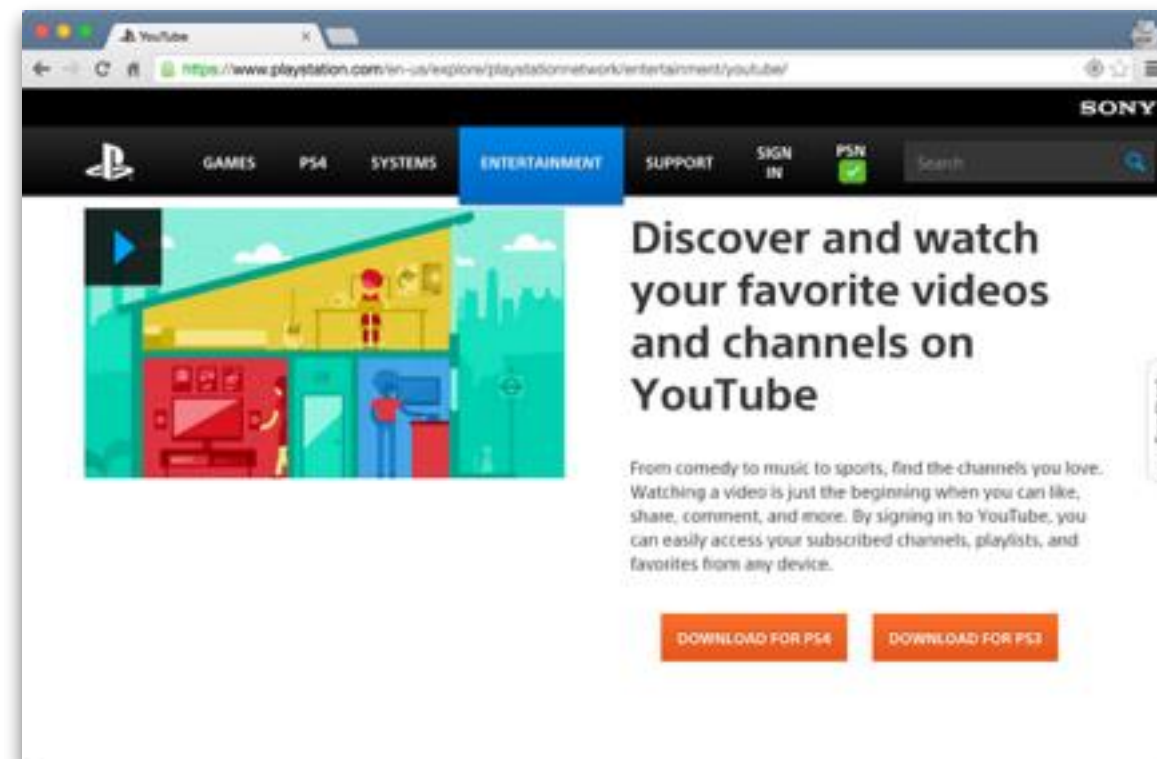 YouTube
https://www.playstation.com/en-us/explore/playstationnetwork/entertainment/youtube/
SONY
GAMES PS4 SYSTEMS ENTERTAINMENT SUPPORT SIGN IN PSN Search
Discover and watch
your favorite videos
and channels on
YouTube
From comedy to music to sports, find the channels you love.
Watching a video is just the beginning when you can like,
share, comment, and more. By signing in to YouTube, you
can easily access your subscribed channels, playlists, and
favorites from any device.
DOWNLOAD FOR PS4 DOWNLOAD FOR PS3